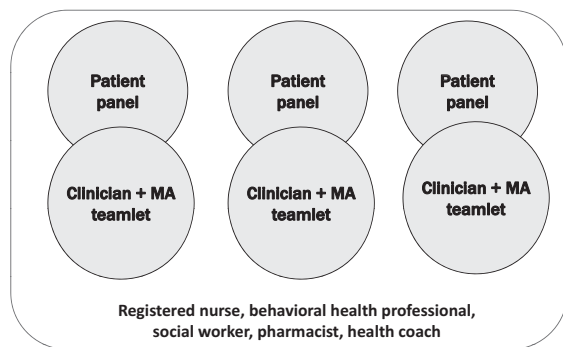 Patient
panel
Patient
panel
Patient
panel
Clinician + MA
teamlet
Clinician + MA
teamlet
Clinician + MA
teamlet
Registered nurse, behavioral health professional,
social worker, pharmacist, health coach